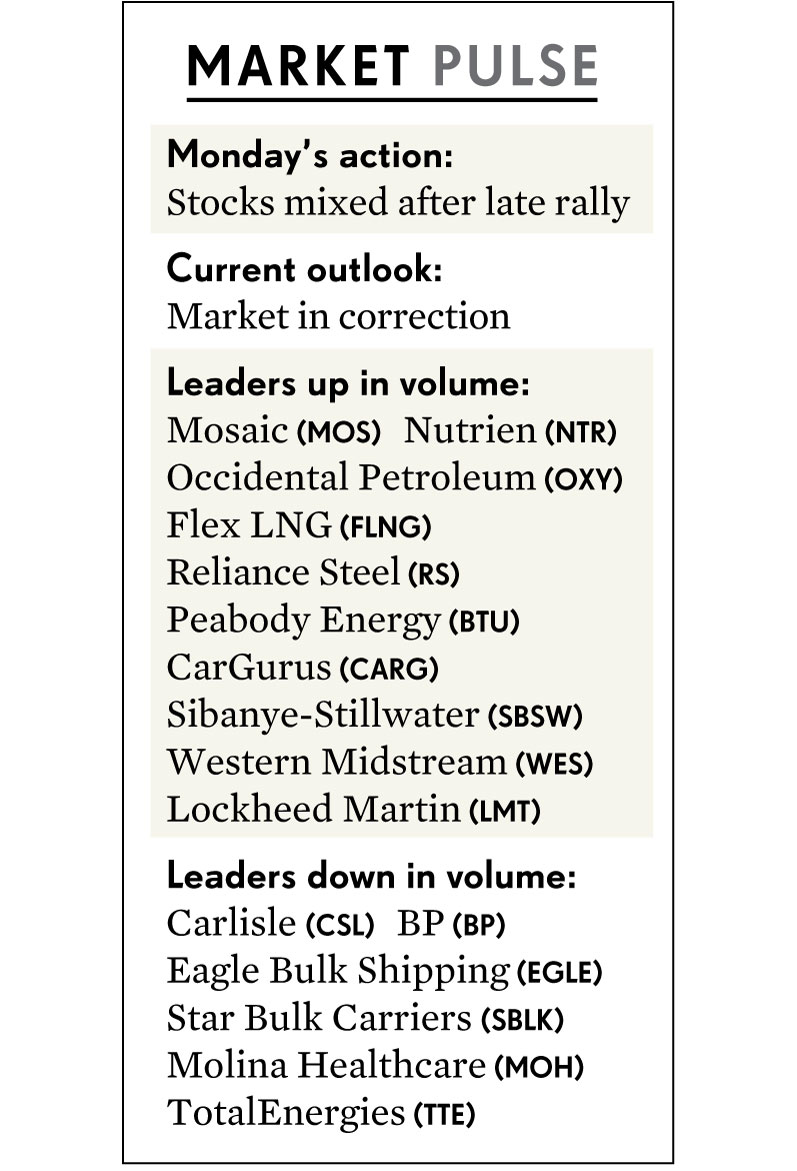 MARKET PULSE
Monday’s action:
Stocks mixed after late rally
Current outlook:
Market in correction
Leaders up in volume:
Mosaic (MOS) Nutrien (NTR)
Occidental Petroleum (OXY)
Flex LNG (FLNG)
Reliance Steel (RS)
Peabody Energy (BTU)
CarGurus (CARG)
Sibanye-Stillwater (SBSW)
Western Midstream (WES)
Lockheed Martin (LMT)
Leaders down in volume:
Carlisle (CSL) BP (BP)
Eagle Bulk Shipping (EGLE)
Star Bulk Carriers (SBLK)
Molina Healthcare (MOH)
TotalEnergies (TTE)